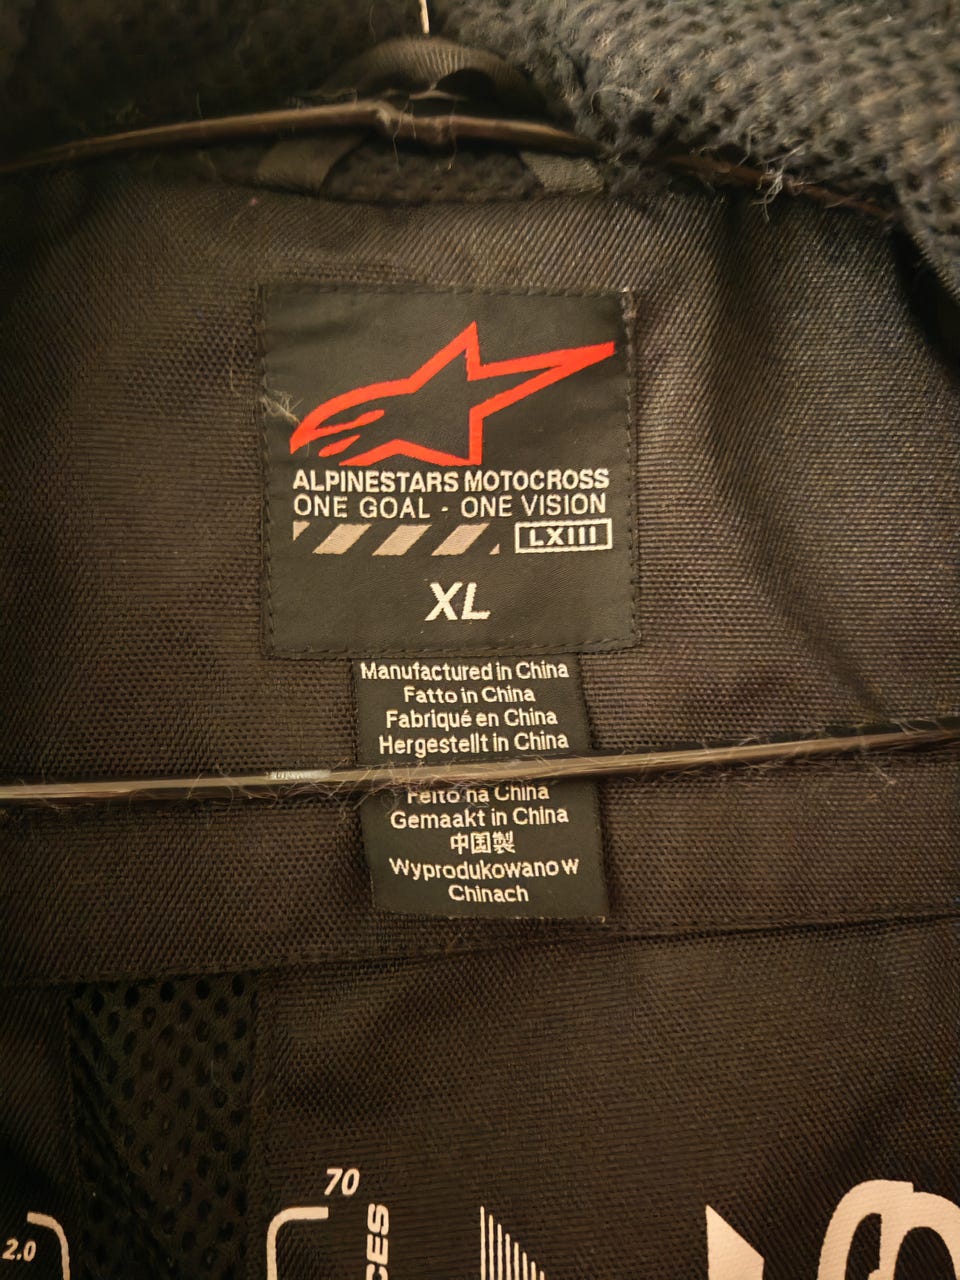 ALPINESTARS MOTOCROSS
ONE GOAL - ONE VISION
LXIII
XL
Manufactured in China
Fatto in China
Fabriqué en China
Hergestellt in China
Feito na China
Gemaakt in China
中国製
Wyprodukowano w
Chinach
70
2.0